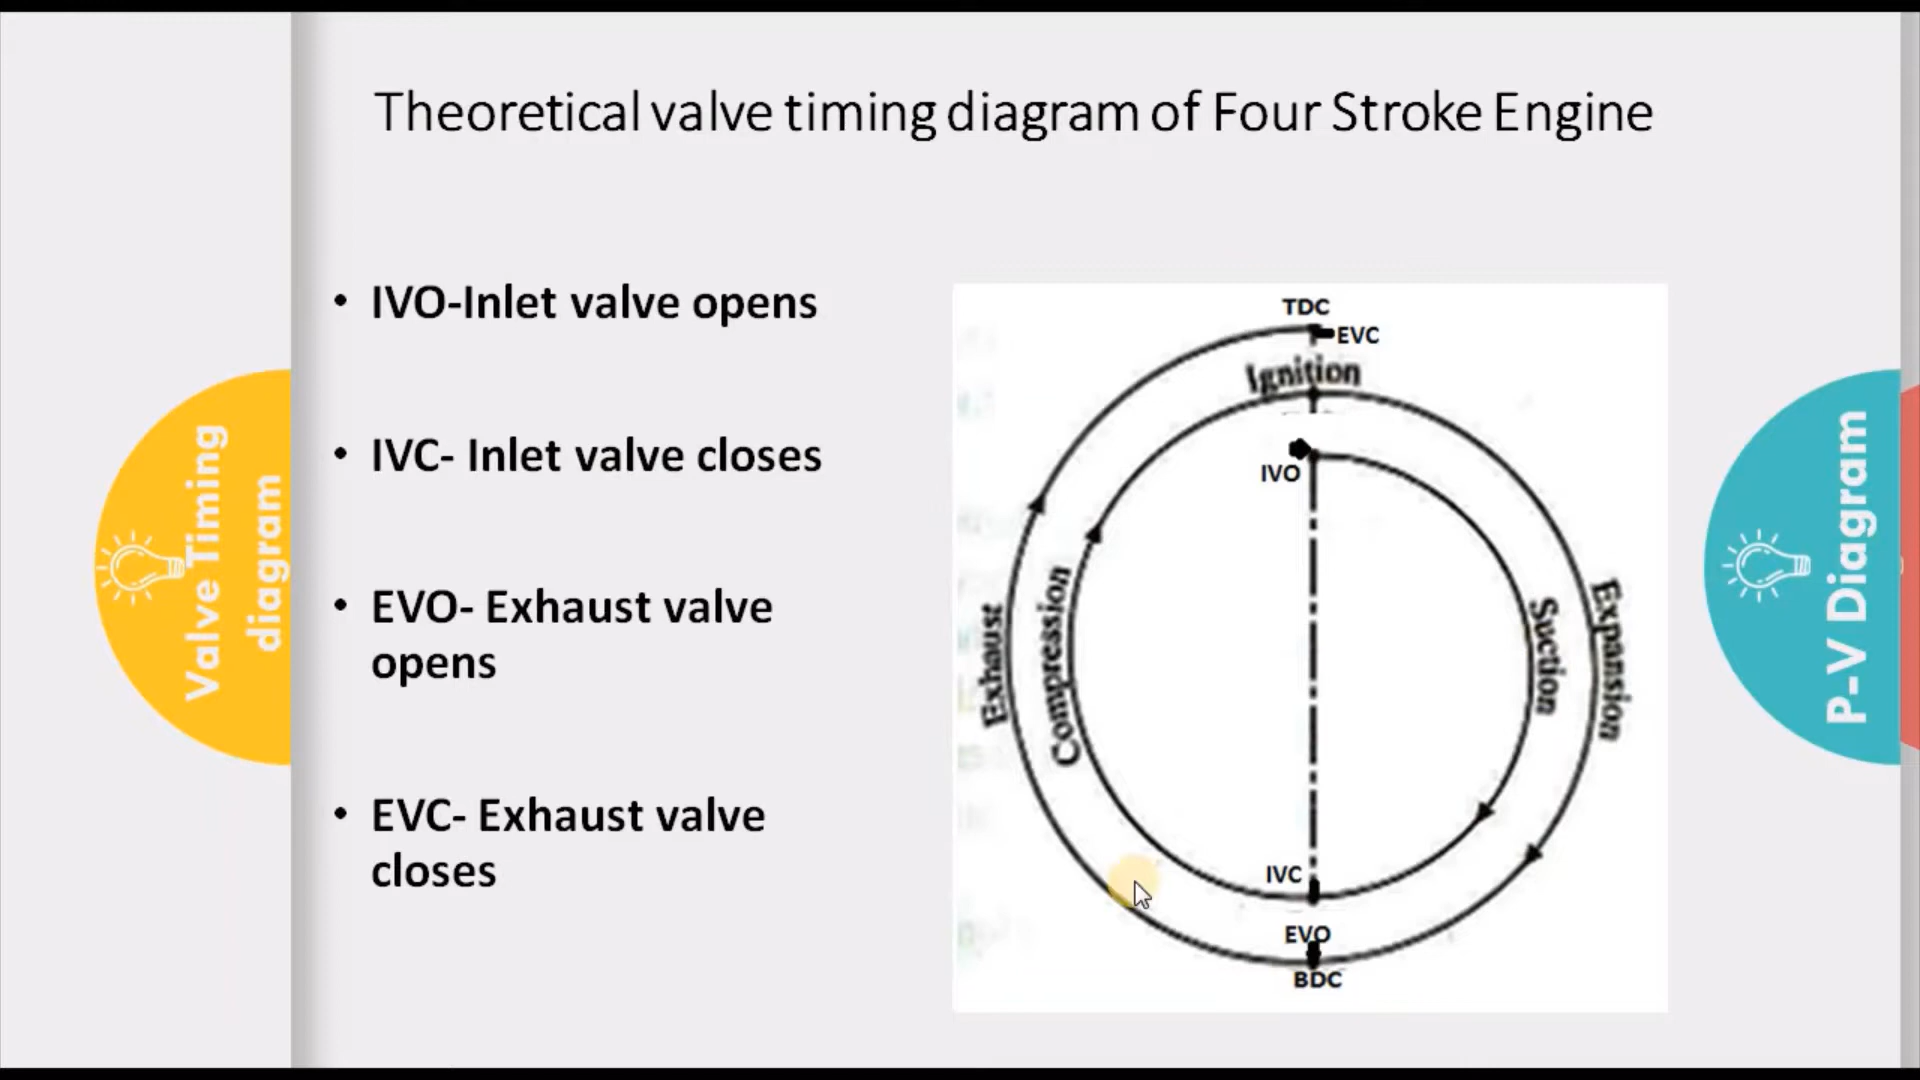 Theoretical valve timing diagram of Four Stroke Engine
Valve Timing
diagram
• IVO-Inlet valve opens
• IVC- Inlet valve closes
• EVO- Exhaust valve
opens
• EVC- Exhaust valve
closes
TDC
EVC
Ignition
IVO
Exhaust
Compression
Suction
Expansion
IVC
EVO
BDC
P-V Diagram